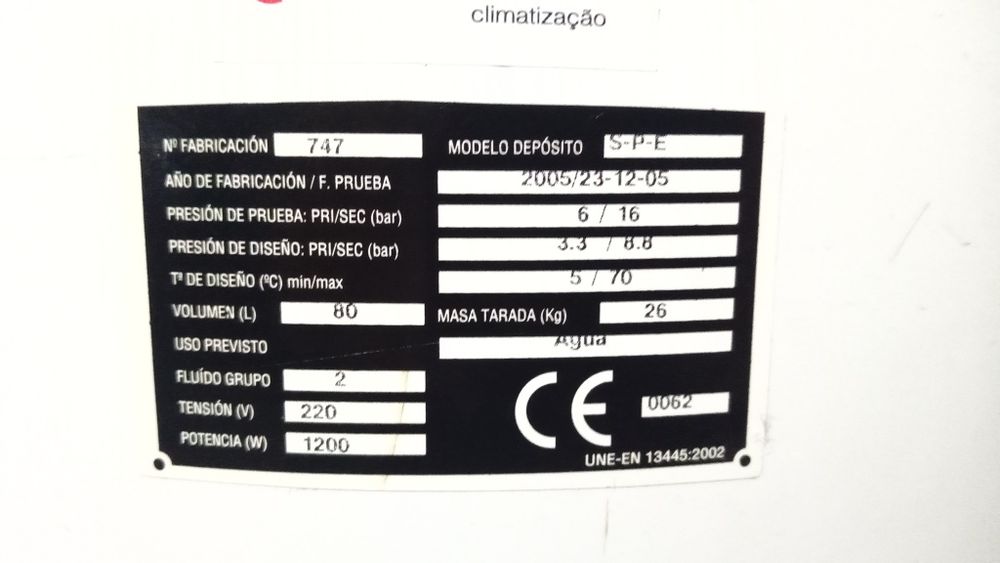 climatização
Nº FABRICACIÓN 747 MODELO DEPÓSITO S-P-E
AÑO DE FABRICACIÓN / F. PRUEBA 2005/23-12-05
PRESIÓN DE PRUEBA: PRI/SEC (bar) 6 / 16
PRESIÓN DE DISEÑO: PRI/SEC (bar) 3.3 / 8.8
Tª DE DISEÑO (ºC) min/max 5 / 70
VOLUMEN (L) 80 MASA TARADA (Kg) 26
USO PREVISTO Agua
FLUÍDO GRUPO 2
TENSIÓN (V) 220 CE 0062
POTENCIA (W) 1200
UNE-EN 13445:2002